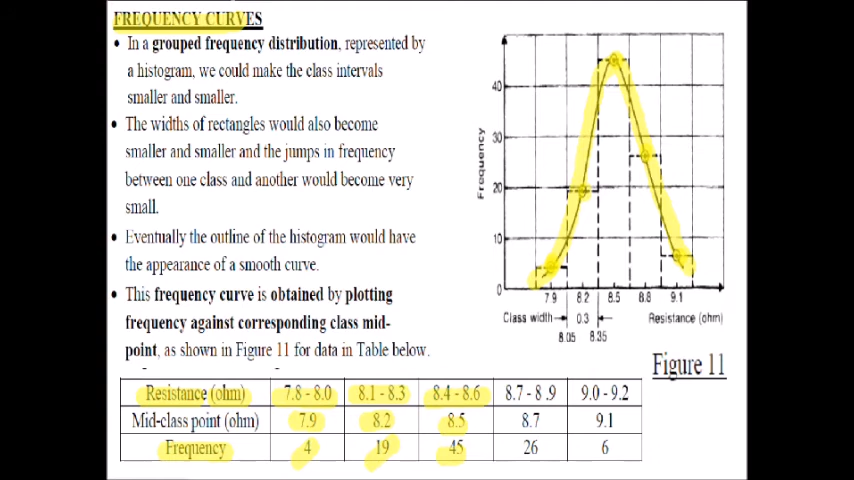 FREQUENCY CURVES
• In a grouped frequency distribution, represented by
a histogram, we could make the class intervals
smaller and smaller.
• The widths of rectangles would also become
smaller and smaller and the jumps in frequency
between one class and another would become very
small.
• Eventually the outline of the histogram would have
the appearance of a smooth curve.
• This frequency curve is obtained by plotting
frequency against corresponding class mid-
point, as shown in Figure 11 for data in Table below.
Frequency
40
30
20
10
0
7.9 8.2 8.5 8.8 9.1
Class width 0.3 Resistance (ohm)
8.05 8.35
Figure 11
Resistance (ohm) 7.8 - 8.0 8.1 - 8.3 8.4 - 8.6 8.7 - 8.9 9.0 - 9.2
Mid-class point (ohm) 7.9 8.2 8.5 8.7 9.1
Frequency 4 19 45 26 6